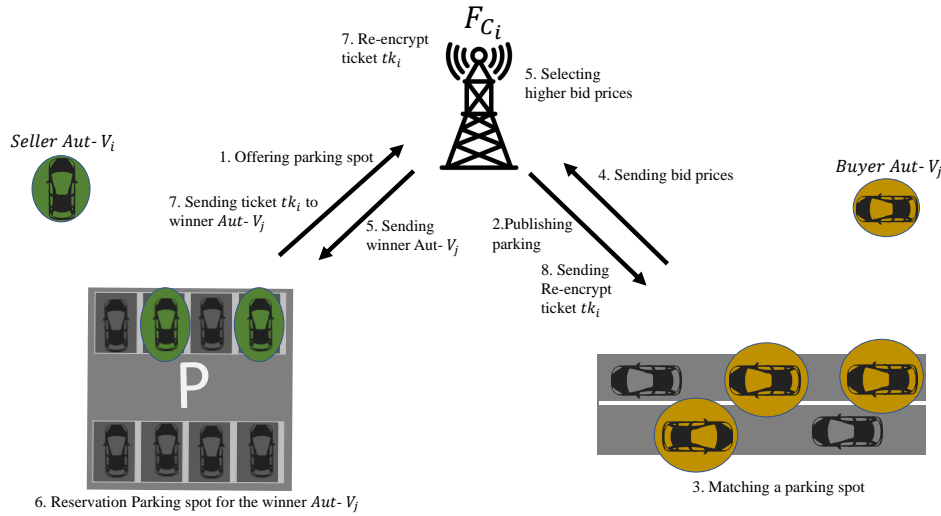 F_{C_i}
7. Re-encrypt
ticket tk_i
5. Selecting
higher bid prices
Seller Aut- V_i
1. Offering parking spot
7. Sending ticket tk_i to
winner Aut- V_j
5. Sending
winner Aut- V_j
2.Publishing
parking
4. Sending bid prices
8. Sending
Re-encrypt
ticket tk_i
Buyer Aut- V_j
P
6. Reservation Parking spot for the winner Aut- V_j
3. Matching a parking spot